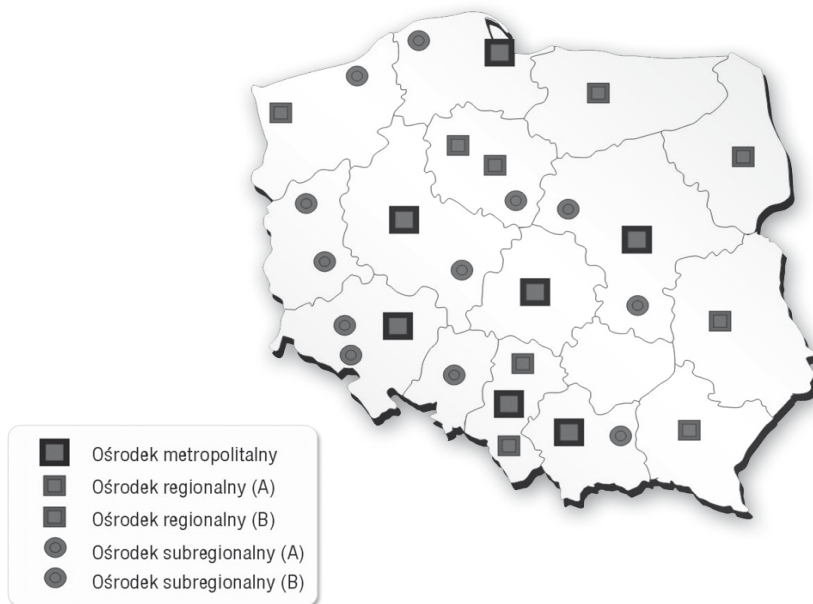 Ośrodek metropolitalny
Ośrodek regionalny (A)
Ośrodek regionalny (B)
Ośrodek subregionalny (A)
Ośrodek subregionalny (B)